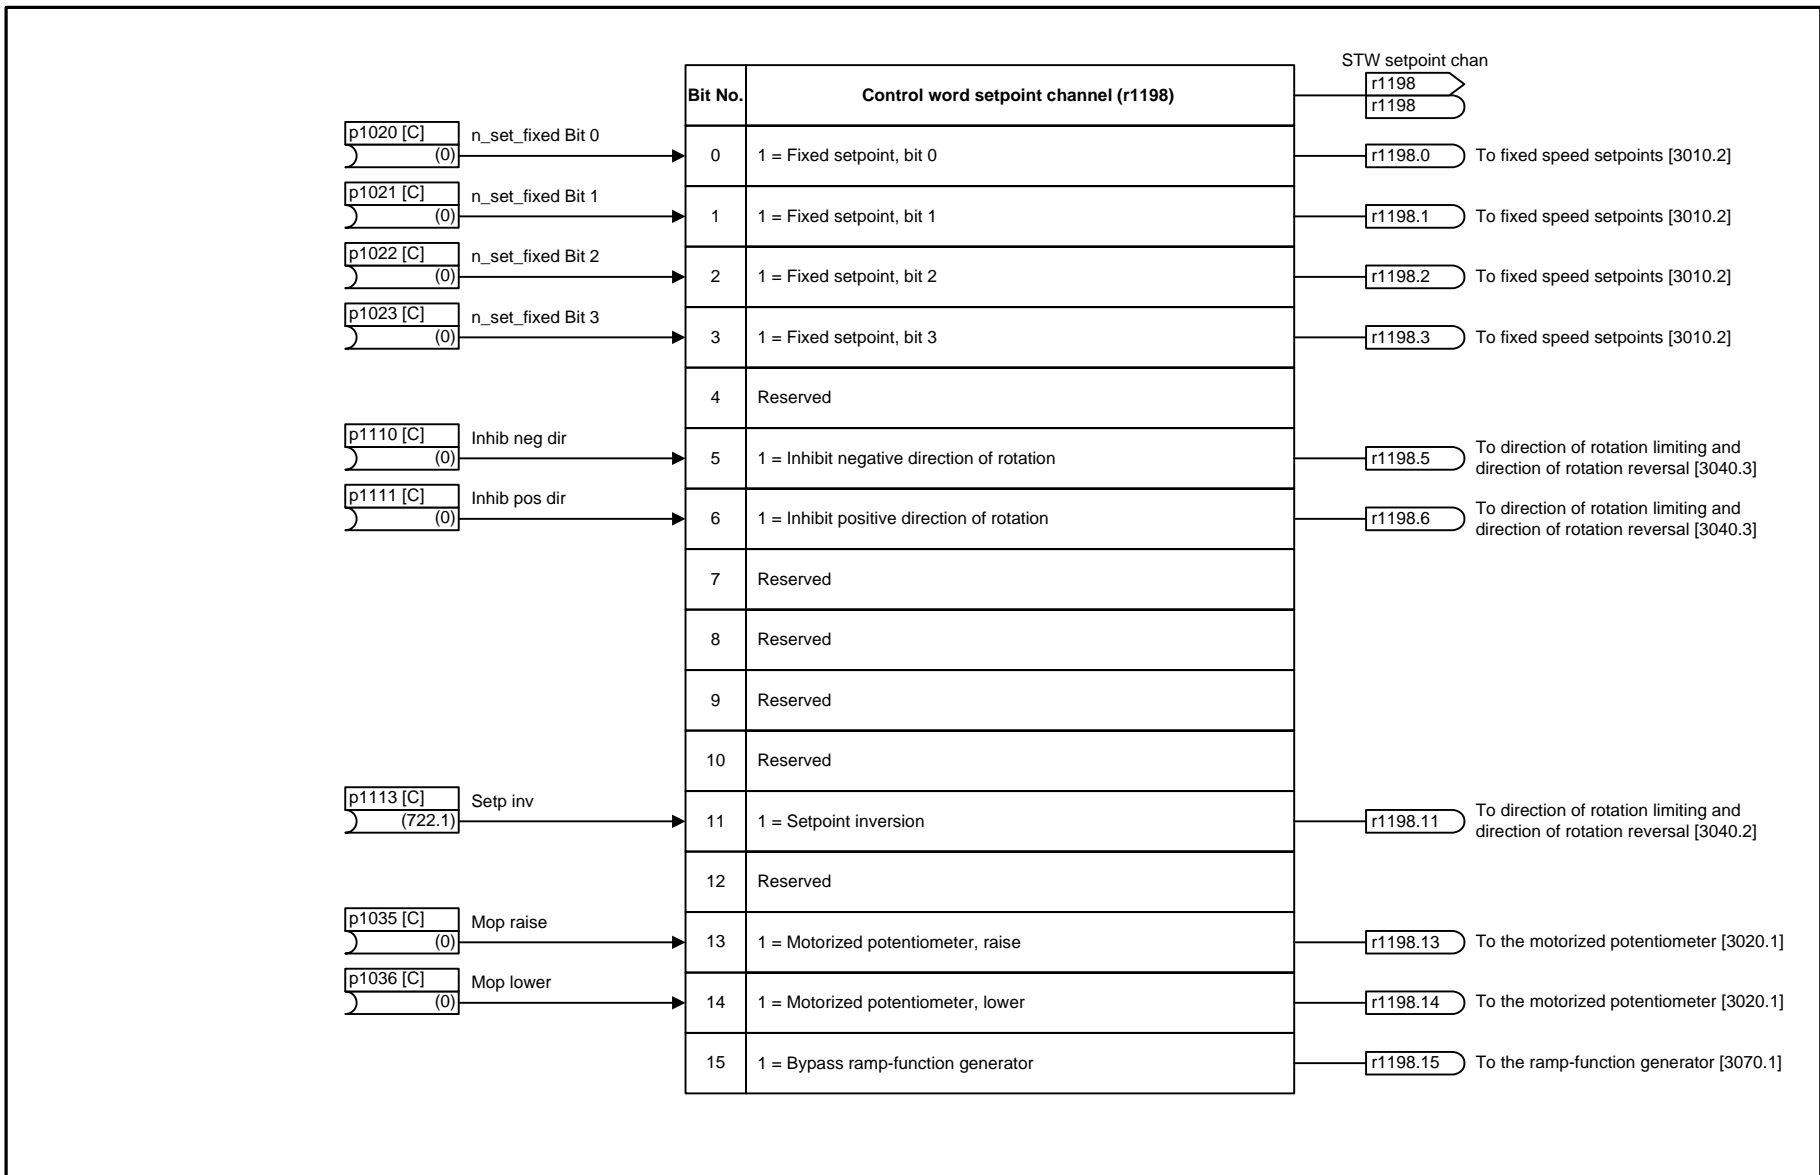 STW setpoint chan
Bit No. Control word setpoint channel (r1198) r1198
r1198
p1020 [C] n_set_fixed Bit 0
(0) 0 1 = Fixed setpoint, bit 0 r1198.0 To fixed speed setpoints [3010.2]
p1021 [C] n_set_fixed Bit 1
(0) 1 1 = Fixed setpoint, bit 1 r1198.1 To fixed speed setpoints [3010.2]
p1022 [C] n_set_fixed Bit 2
(0) 2 1 = Fixed setpoint, bit 2 r1198.2 To fixed speed setpoints [3010.2]
p1023 [C] n_set_fixed Bit 3
(0) 3 1 = Fixed setpoint, bit 3 r1198.3 To fixed speed setpoints [3010.2]
4 Reserved
p1110 [C] Inhib neg dir
(0) 5 1 = Inhibit negative direction of rotation r1198.5 To direction of rotation limiting and
direction of rotation reversal [3040.3]
p1111 [C] Inhib pos dir
(0) 6 1 = Inhibit positive direction of rotation r1198.6 To direction of rotation limiting and
direction of rotation reversal [3040.3]
7 Reserved
8 Reserved
9 Reserved
10 Reserved
p1113 [C] Setp inv
(722.1) 11 1 = Setpoint inversion r1198.11 To direction of rotation limiting and
direction of rotation reversal [3040.2]
12 Reserved
p1035 [C] Mop raise
(0) 13 1 = Motorized potentiometer, raise r1198.13 To the motorized potentiometer [3020.1]
p1036 [C] Mop lower
(0) 14 1 = Motorized potentiometer, lower r1198.14 To the motorized potentiometer [3020.1]
15 1 = Bypass ramp-function generator r1198.15 To the ramp-function generator [3070.1]